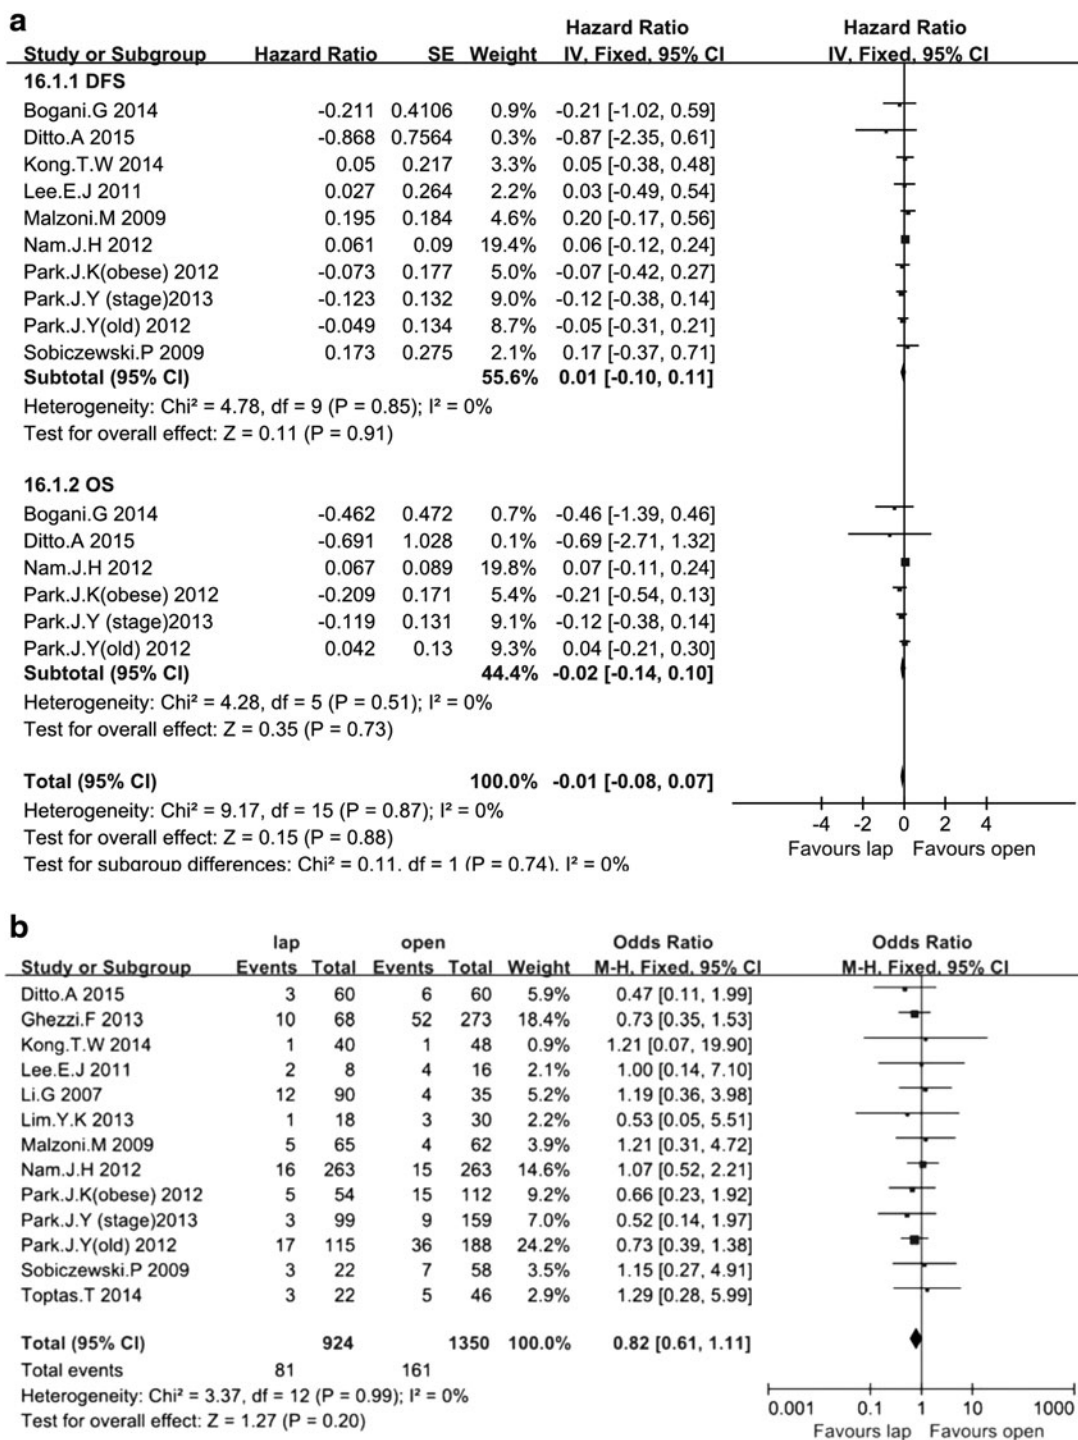 a
Hazard Ratio Hazard Ratio
Study or Subgroup Hazard Ratio SE Weight IV, Fixed, 95% CI IV, Fixed, 95% CI
16.1.1 DFS
Bogani.G 2014 -0.211 0.4106 0.9% -0.21 [-1.02, 0.59]
Ditto.A 2015 -0.868 0.7564 0.3% -0.87 [-2.35, 0.61]
Kong.T.W 2014 0.05 0.217 3.3% 0.05 [-0.38, 0.48]
Lee.E.J 2011 0.027 0.264 2.2% 0.03 [-0.49, 0.54]
Malzoni.M 2009 0.195 0.184 4.6% 0.20 [-0.17, 0.56]
Nam.J.H 2012 0.061 0.09 19.4% 0.06 [-0.12, 0.24]
Park.J.K(obese) 2012 -0.073 0.177 5.0% -0.07 [-0.42, 0.27]
Park.J.Y (stage)2013 -0.123 0.132 9.0% -0.12 [-0.38, 0.14]
Park.J.Y(old) 2012 -0.049 0.134 8.7% -0.05 [-0.31, 0.21]
Sobiczewski.P 2009 0.173 0.275 2.1% 0.17 [-0.37, 0.71]
Subtotal (95% CI) 55.6% 0.01 [-0.10, 0.11]
Heterogeneity: Chi² = 4.78, df = 9 (P = 0.85); I² = 0%
Test for overall effect: Z = 0.11 (P = 0.91)
16.1.2 OS
Bogani.G 2014 -0.462 0.472 0.7% -0.46 [-1.39, 0.46]
Ditto.A 2015 -0.691 1.028 0.1% -0.69 [-2.71, 1.32]
Nam.J.H 2012 0.067 0.089 19.8% 0.07 [-0.11, 0.24]
Park.J.K(obese) 2012 -0.209 0.171 5.4% -0.21 [-0.54, 0.13]
Park.J.Y (stage)2013 -0.119 0.131 9.1% -0.12 [-0.38, 0.14]
Park.J.Y(old) 2012 0.042 0.13 9.3% 0.04 [-0.21, 0.30]
Subtotal (95% CI) 44.4% -0.02 [-0.14, 0.10]
Heterogeneity: Chi² = 4.28, df = 5 (P = 0.51); I² = 0%
Test for overall effect: Z = 0.35 (P = 0.73)
Total (95% CI) 100.0% -0.01 [-0.08, 0.07]
Heterogeneity: Chi² = 9.17, df = 15 (P = 0.87); I² = 0%
Test for overall effect: Z = 0.15 (P = 0.88)
Test for subgroup differences: Chi² = 0.11, df = 1 (P = 0.74), I² = 0%
-4 -2 0 2 4
Favours lap Favours open
b
lap open Odds Ratio Odds Ratio
Study or Subgroup Events Total Events Total Weight M-H, Fixed, 95% CI M-H, Fixed, 95% CI
Ditto.A 2015 3 60 6 60 5.9% 0.47 [0.11, 1.99]
Ghezzi.F 2013 10 68 52 273 18.4% 0.73 [0.35, 1.53]
Kong.T.W 2014 1 40 1 48 0.9% 1.21 [0.07, 19.90]
Lee.E.J 2011 2 8 4 16 2.1% 1.00 [0.14, 7.10]
Li.G 2007 12 90 4 35 5.2% 1.19 [0.36, 3.98]
Lim.Y.K 2013 1 18 3 30 2.2% 0.53 [0.05, 5.51]
Malzoni.M 2009 5 65 4 62 3.9% 1.21 [0.31, 4.72]
Nam.J.H 2012 16 263 15 263 14.6% 1.07 [0.52, 2.21]
Park.J.K(obese) 2012 5 54 15 112 9.2% 0.66 [0.23, 1.92]
Park.J.Y (stage)2013 3 99 9 159 7.0% 0.52 [0.14, 1.97]
Park.J.Y(old) 2012 17 115 36 188 24.2% 0.73 [0.39, 1.38]
Sobiczewski.P 2009 3 22 7 58 3.5% 1.15 [0.27, 4.91]
Toptas.T 2014 3 22 5 46 2.9% 1.29 [0.28, 5.99]
Total (95% CI) 924 1350 100.0% 0.82 [0.61, 1.11]
Total events 81 161
Heterogeneity: Chi² = 3.37, df = 12 (P = 0.99); I² = 0%
Test for overall effect: Z = 1.27 (P = 0.20)
0.001 0.1 1 10 1000
Favours lap Favours open